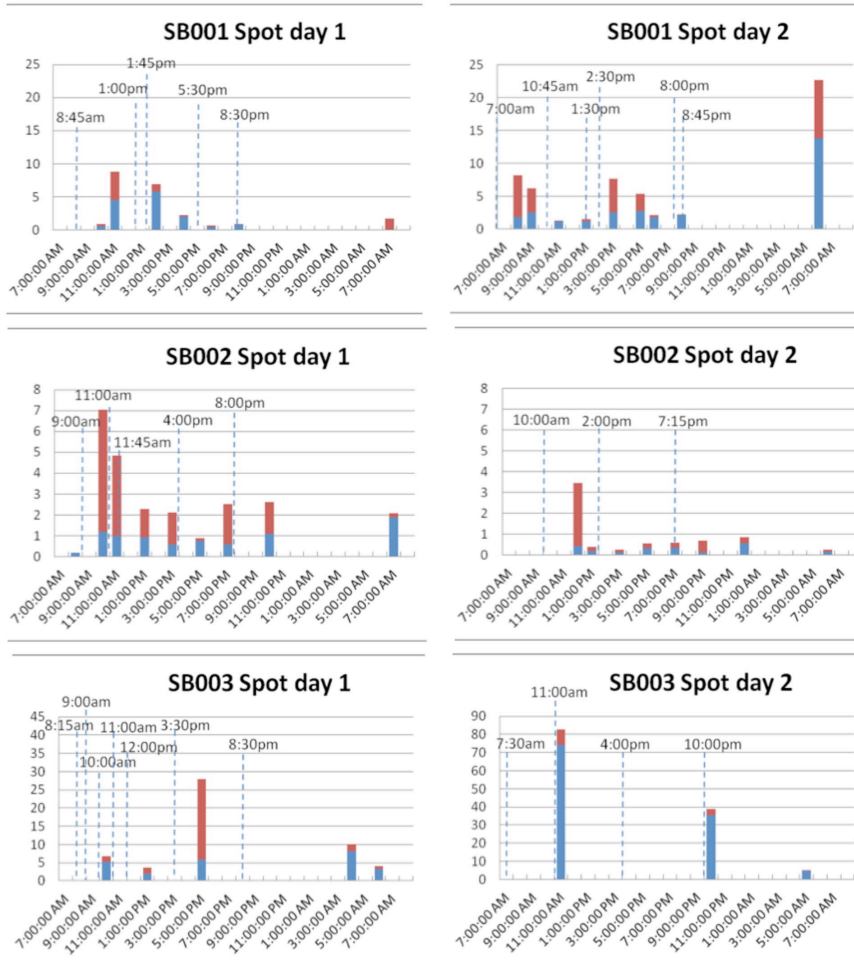 SB001 Spot day 1
25
20
15
10
5
0
8:45am
1:00pm
1:45pm
5:30pm
8:30pm
7:00:00 AM
9:00:00 AM
11:00:00 AM
1:00:00 PM
3:00:00 PM
5:00:00 PM
7:00:00 PM
9:00:00 PM
11:00:00 PM
1:00:00 AM
3:00:00 AM
5:00:00 AM
7:00:00 AM
SB001 Spot day 2
25
20
15
10
5
0
7:00am
10:45am
1:30pm
2:30pm
8:00pm
8:45pm
7:00:00 AM
9:00:00 AM
11:00:00 AM
1:00:00 PM
3:00:00 PM
5:00:00 PM
7:00:00 PM
9:00:00 PM
11:00:00 PM
1:00:00 AM
3:00:00 AM
5:00:00 AM
7:00:00 AM
SB002 Spot day 1
8
7
6
5
4
3
2
1
0
9:00am
11:00am
11:45am
4:00pm
8:00pm
7:00:00 AM
9:00:00 AM
11:00:00 AM
1:00:00 PM
3:00:00 PM
5:00:00 PM
7:00:00 PM
9:00:00 PM
11:00:00 PM
1:00:00 AM
3:00:00 AM
5:00:00 AM
7:00:00 AM
SB002 Spot day 2
8
7
6
5
4
3
2
1
0
10:00am
2:00pm
7:15pm
7:00:00 AM
9:00:00 AM
11:00:00 AM
1:00:00 PM
3:00:00 PM
5:00:00 PM
7:00:00 PM
9:00:00 PM
11:00:00 PM
1:00:00 AM
3:00:00 AM
5:00:00 AM
7:00:00 AM
SB003 Spot day 1
45
40
35
30
25
20
15
10
5
0
8:15am
9:00am
10:00am
11:00am
12:00pm
3:30pm
8:30pm
7:00:00 AM
9:00:00 AM
11:00:00 AM
1:00:00 PM
3:00:00 PM
5:00:00 PM
7:00:00 PM
9:00:00 PM
11:00:00 PM
1:00:00 AM
3:00:00 AM
5:00:00 AM
7:00:00 AM
SB003 Spot day 2
90
80
70
60
50
40
30
20
10
0
7:30am
11:00am
4:00pm
10:00pm
7:00:00 AM
9:00:00 AM
11:00:00 AM
1:00:00 PM
3:00:00 PM
5:00:00 PM
7:00:00 PM
9:00:00 PM
11:00:00 PM
1:00:00 AM
3:00:00 AM
5:00:00 AM
7:00:00 AM